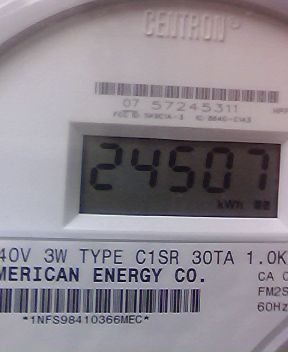 CENTRON®
07 57245311
24507
kWh
40V 3W TYPE C1SR 30TA 1.0K
MERICAN ENERGY CO.
CA 0
FM2S
60Hz
*1NFS98410366MEC*